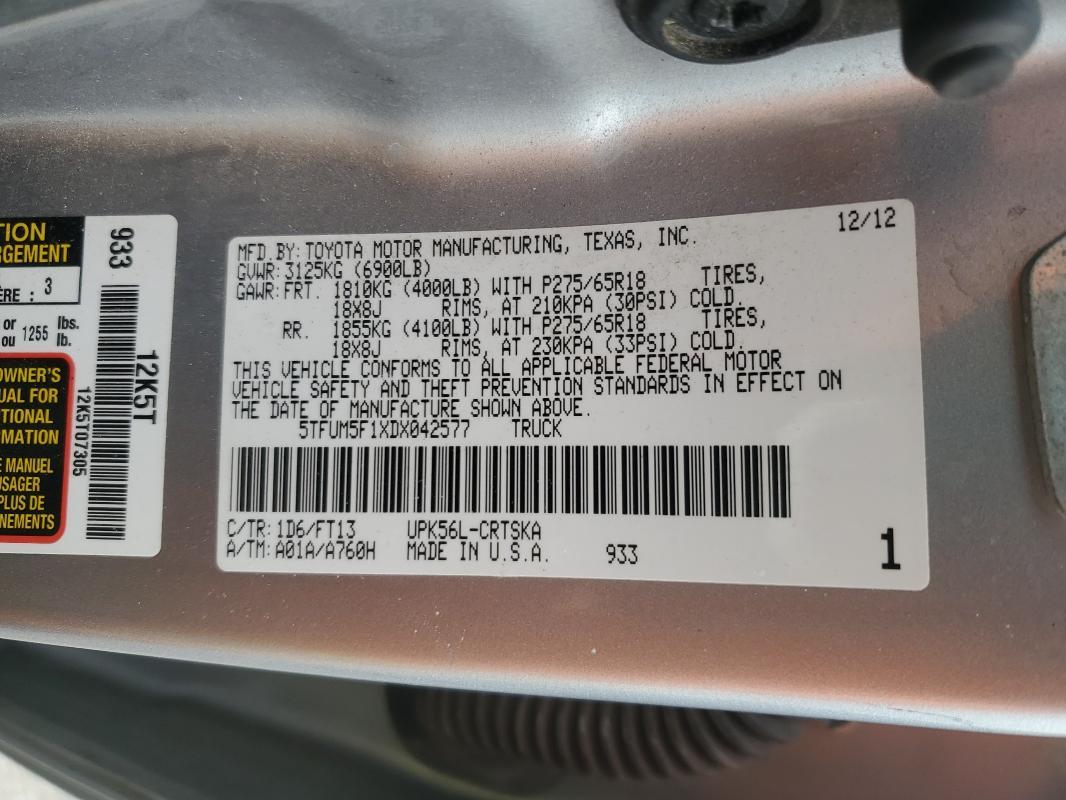 TION
RGEMENT
ÈRE : 3
or
ou 1255 lbs.
lb.
OWNER'S
UAL FOR
TIONAL
MATION
E MANUEL
USAGER
PLUS DE
NEMENTS
933
12K5T
12K5T07305
12/12
MFD.BY:TOYOTA MOTOR MANUFACTURING, TEXAS, INC.
GVWR:3125KG (6900LB)
GAWR:FRT. 1810KG (4000LB) WITH P275/65R18 TIRES,
18X8J RIMS, AT 210KPA (30PSI) COLD.
RR. 1855KG (4100LB) WITH P275/65R18 TIRES,
18X8J RIMS, AT 230KPA (33PSI) COLD.
THIS VEHICLE CONFORMS TO ALL APPLICABLE FEDERAL MOTOR
VEHICLE SAFETY AND THEFT PREVENTION STANDARDS IN EFFECT ON
THE DATE OF MANUFACTURE SHOWN ABOVE.
5TFUM5F1XDX042577 TRUCK
C/TR:1D6/FT13 UPK56L-CRTSKA
A/TM:A01A/A760H MADE IN U.S.A. 933 1